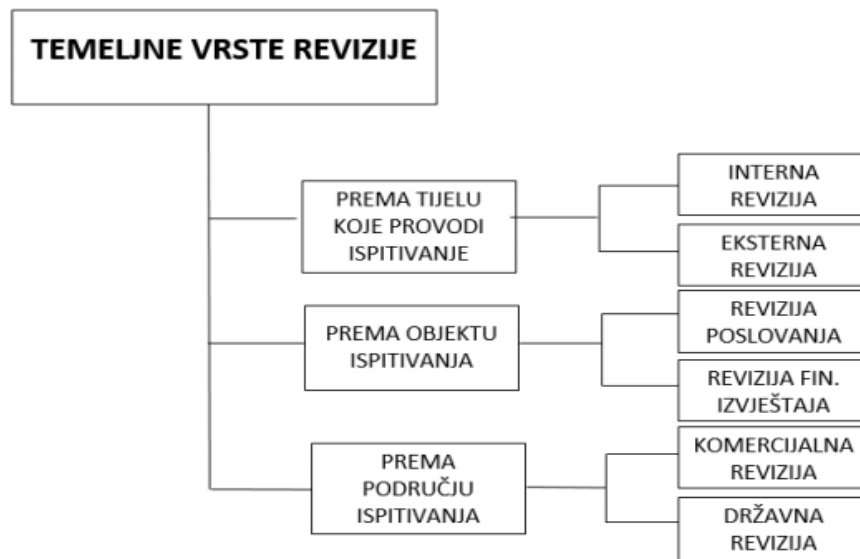 TEMELJNE VRSTE REVIZIJE
PREMA TIJELU
KOJE PROVODI
ISPITIVANJE
INTERNA
REVIZIJA
EKSTERNA
REVIZIJA
PREMA OBJEKTU
ISPITIVANJA
REVIZIJA
POSLOVANJA
REVIZIJA FIN.
IZVJEŠTAJA
PREMA
PODRUČJU
ISPITIVANJA
KOMERCIJALNA
REVIZIJA
DRŽAVNA
REVIZIJA